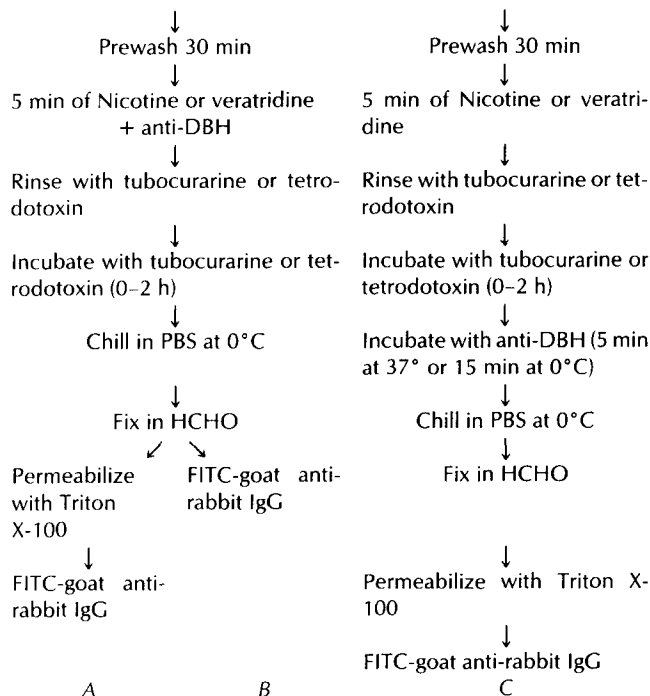 Prewash 30 min
5 min of Nicotine or veratridine
+ anti-DBH
Rinse with tubocurarine or tetro-
dotoxin
Incubate with tubocurarine or tet-
rodotoxin (0–2 h)
Chill in PBS at 0°C
Fix in HCHO
Permeabilize
with Triton
X-100
FITC-goat anti-
rabbit IgG
A
FITC-goat anti-
rabbit IgG
B
Prewash 30 min
5 min of Nicotine or veratri-
dine
Rinse with tubocurarine or tet-
rodotoxin
Incubate with tubocurarine or
tetrodotoxin (0–2 h)
Incubate with anti-DBH (5 min
at 37° or 15 min at 0°C)
Chill in PBS at 0°C
Fix in HCHO
Permeabilize with Triton X-
100
FITC-goat anti-rabbit IgG
C